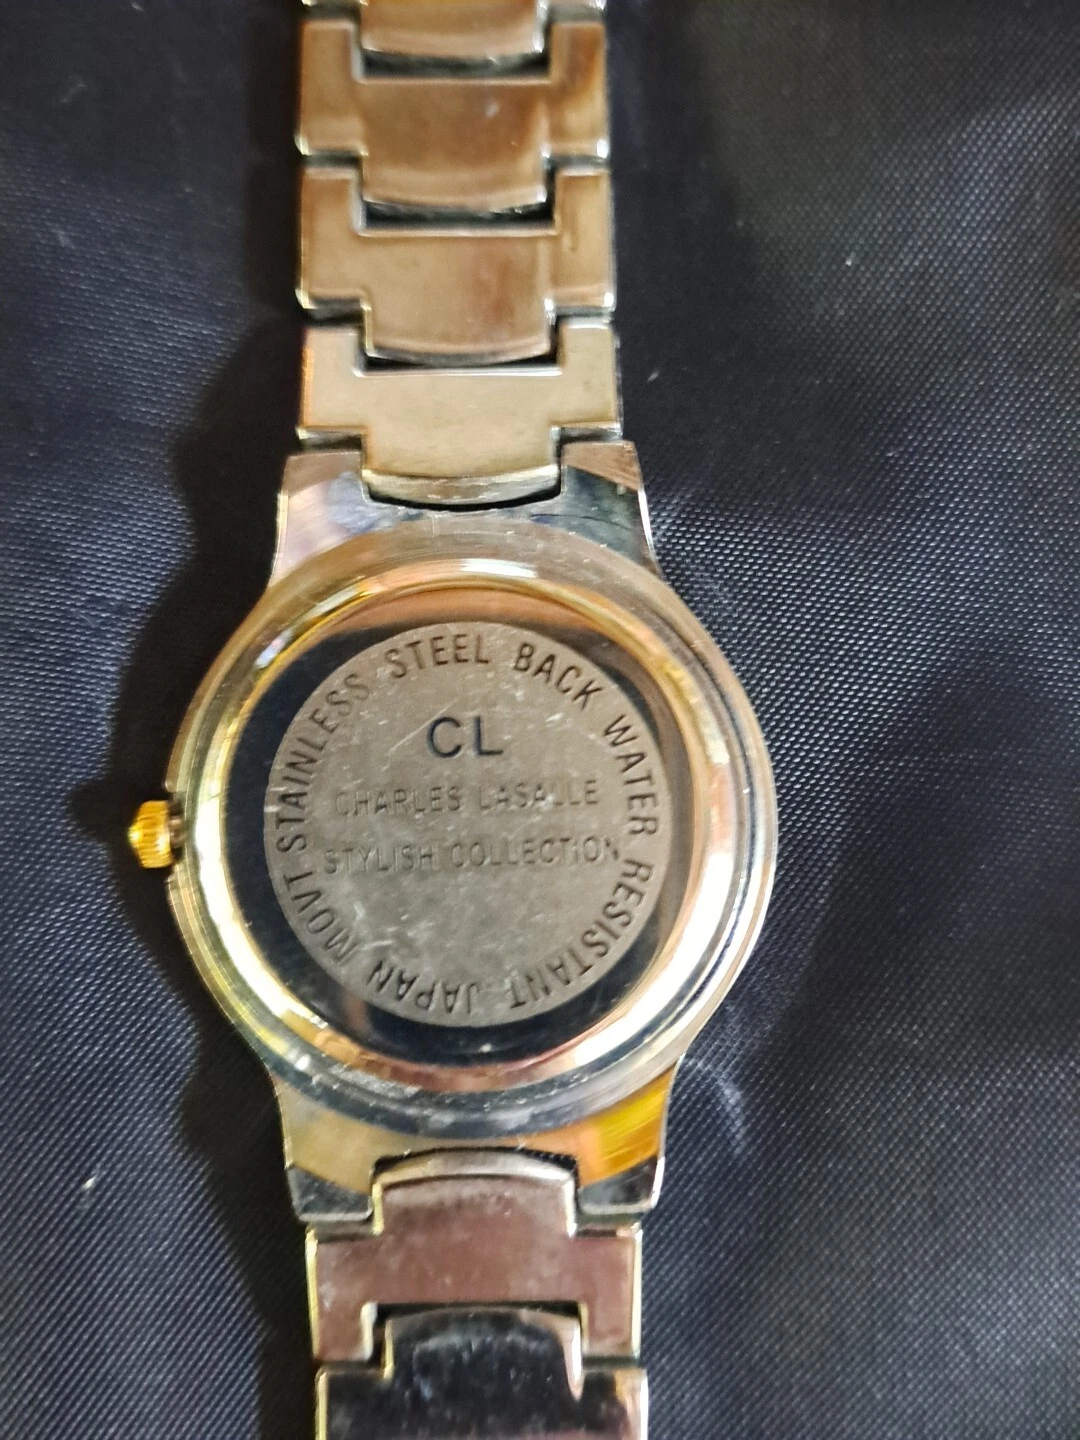 STAINLESS STEEL BACK WATER RESISTANT JAPAN MOVT
CL
CHARLES LASALLE
STYLISH COLLECTION